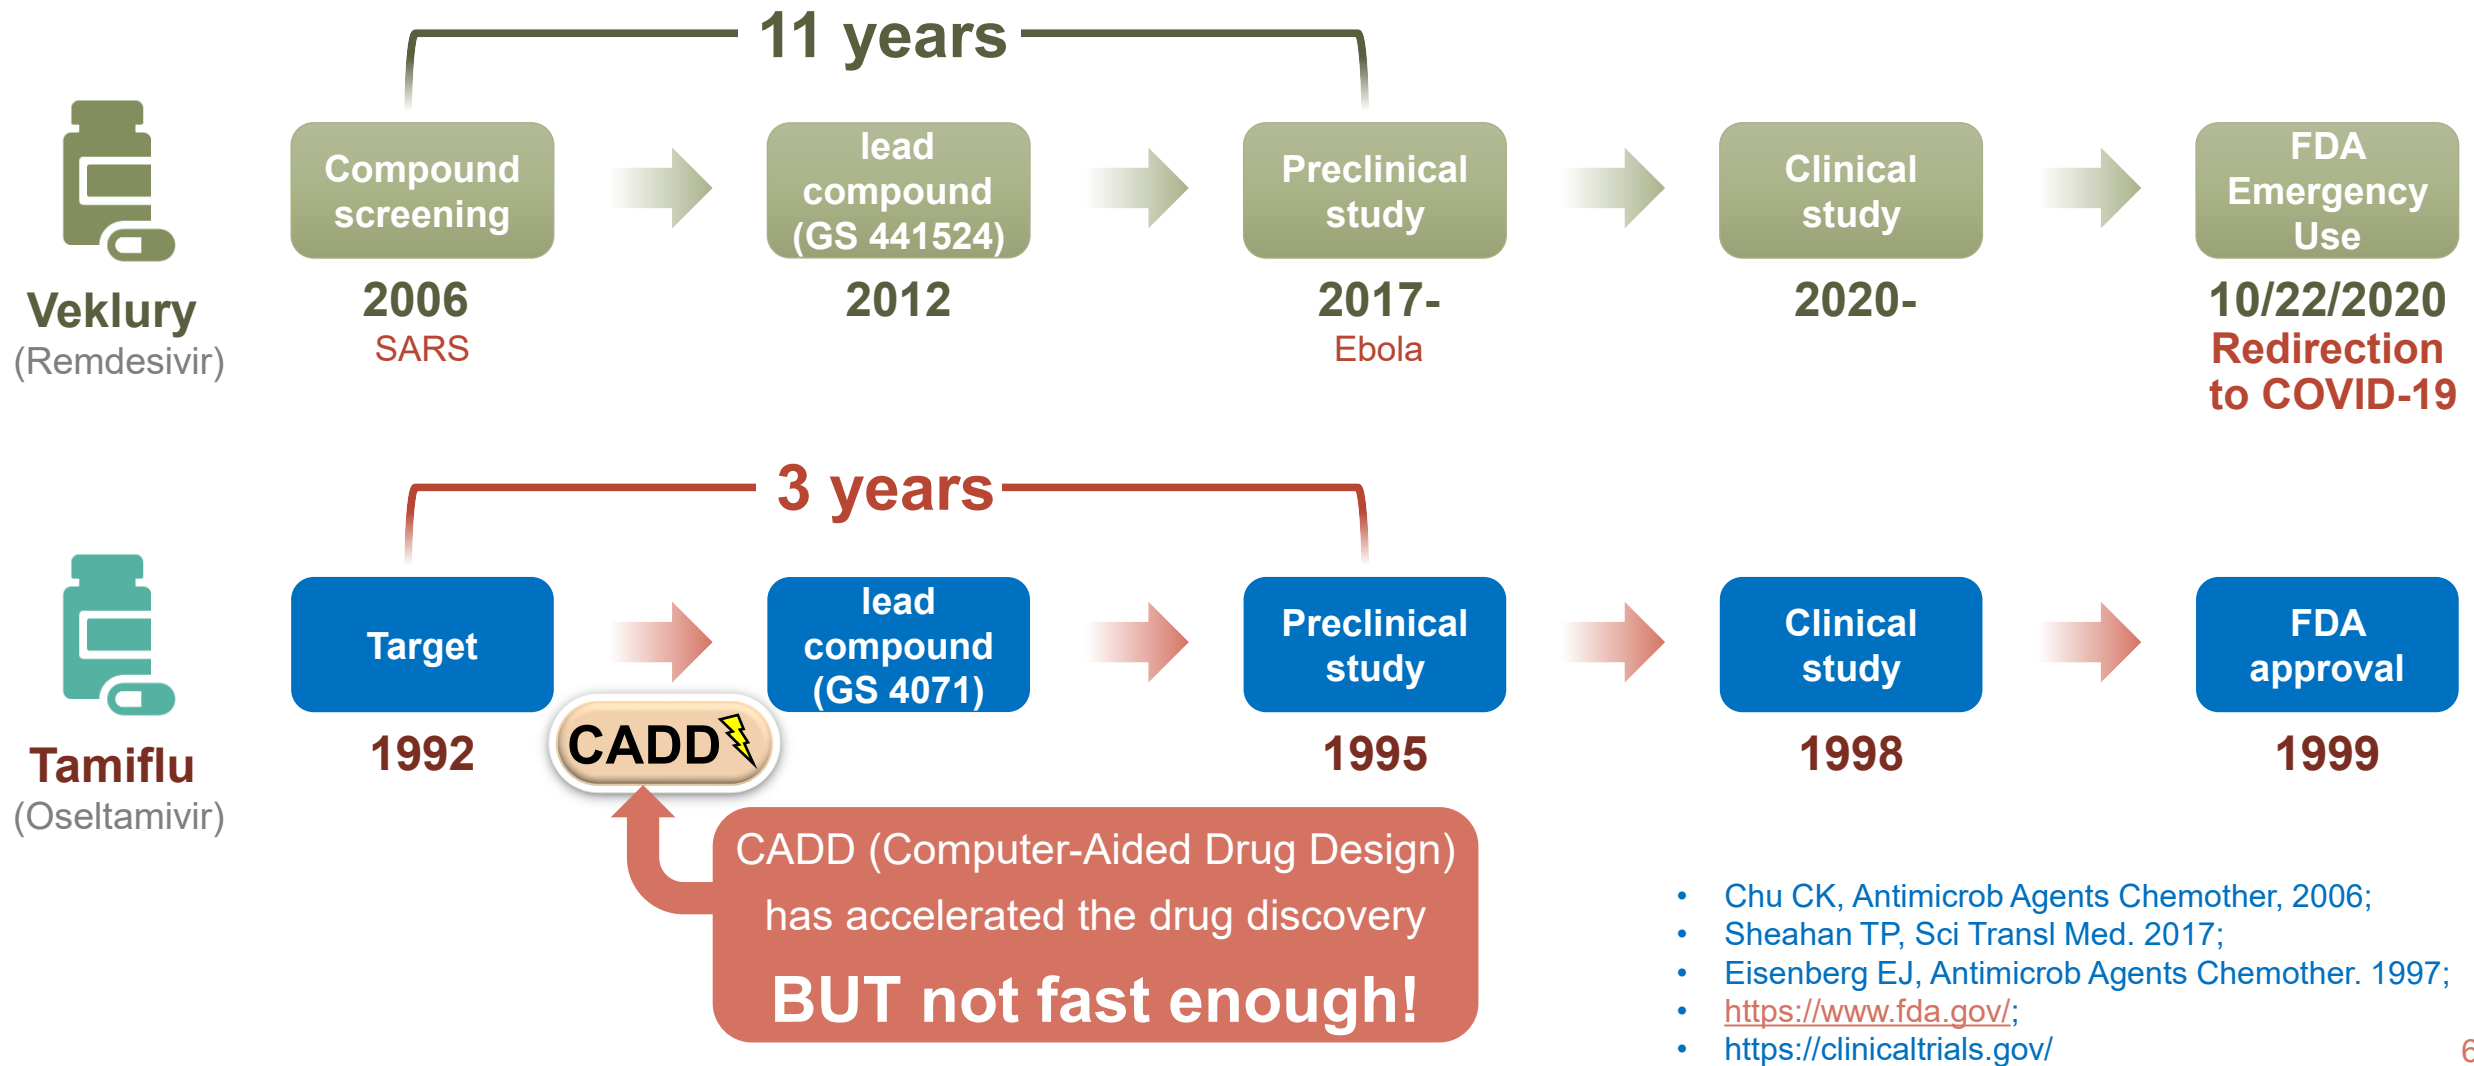 11 years
Veklury
(Remdesivir)
Compound
screening
2006
SARS
lead
compound
(GS 441524)
2012
Preclinical
study
2017-
Ebola
Clinical
study
2020-
FDA
Emergency
Use
10/22/2020
Redirection
to COVID-19
3 years
Tamiflu
(Oseltamivir)
Target
1992
CADD
lead
compound
(GS 4071)
Preclinical
study
1995
Clinical
study
1998
FDA
approval
1999
CADD (Computer-Aided Drug Design)
has accelerated the drug discovery
BUT not fast enough!
• Chu CK, Antimicrob Agents Chemother, 2006;
• Sheahan TP, Sci Transl Med. 2017;
• Eisenberg EJ, Antimicrob Agents Chemother. 1997;
• https://www.fda.gov/;
• https://clinicaltrials.gov/
6